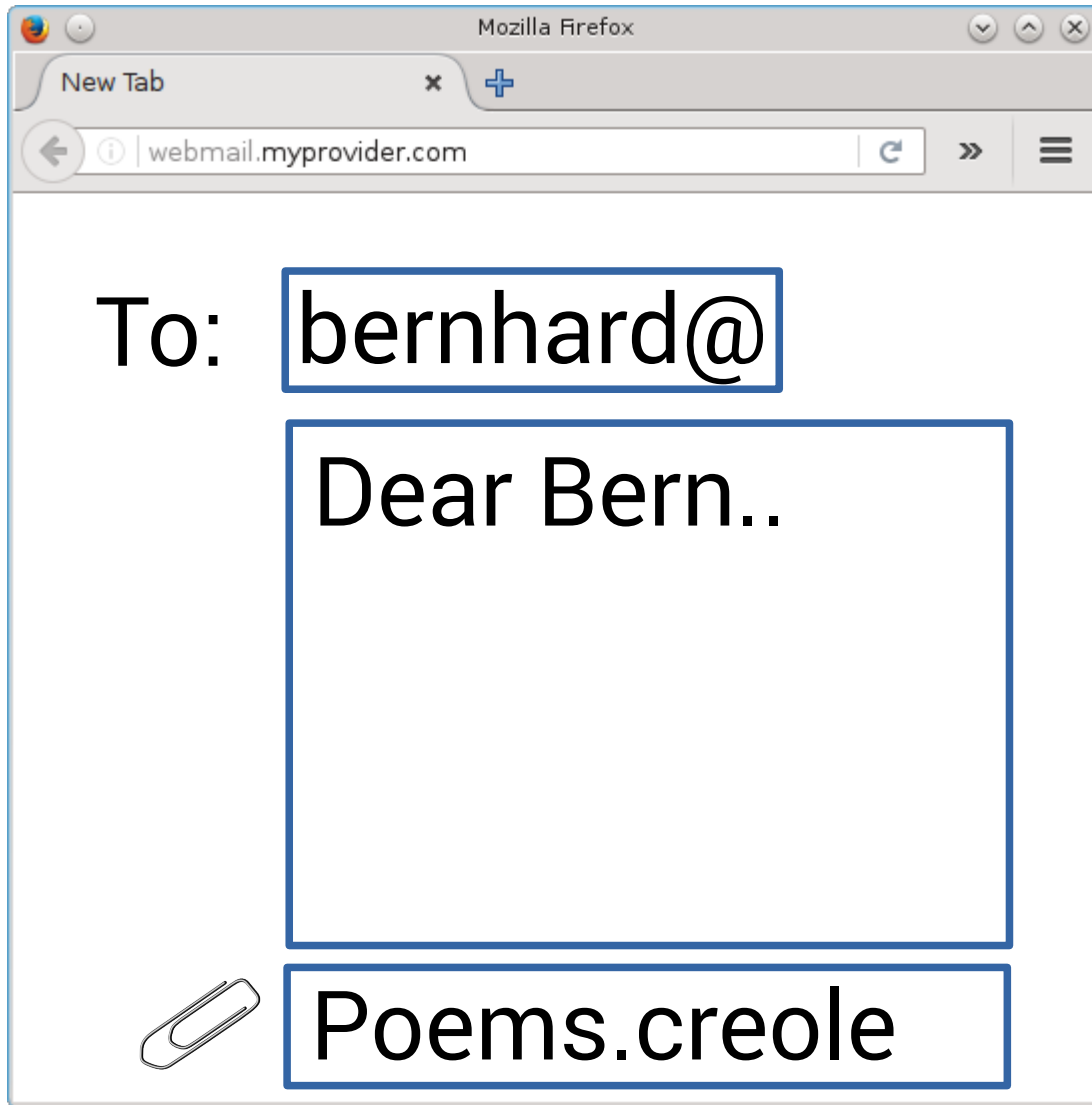 Mozilla Firefox
New Tab
webmail.myprovider.com
To: bernhard@
Dear Bern..
Poems.creole